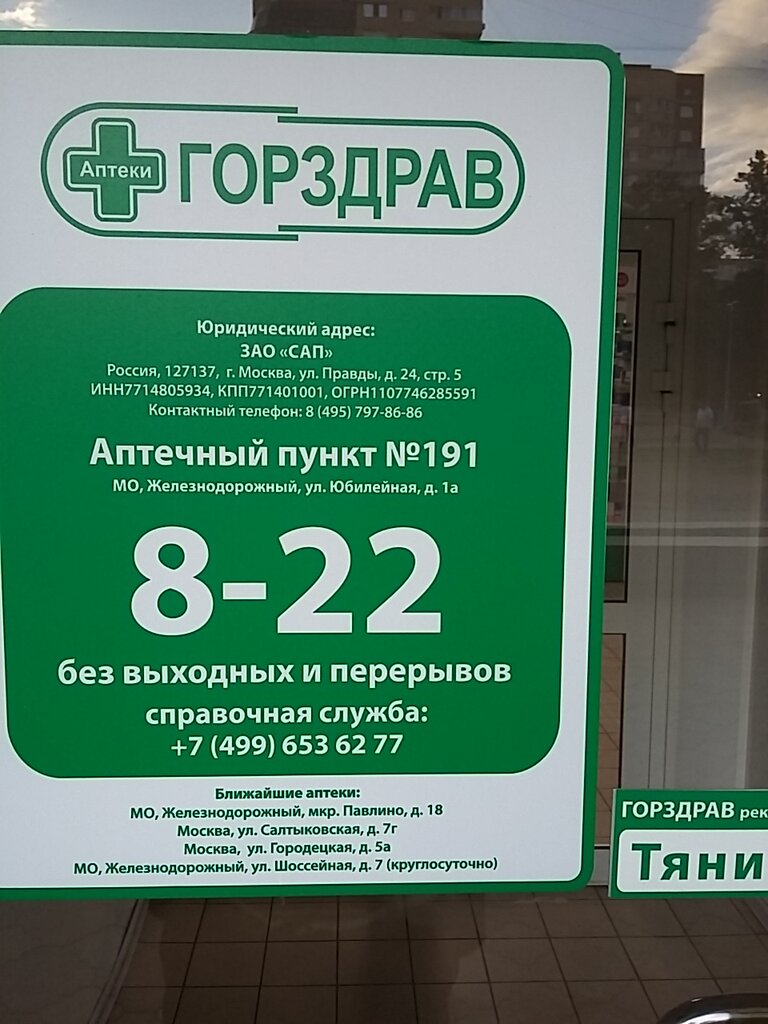 Аптеки ГОРЗДРАВ
Юридический адрес:
ЗАО «САП»
Россия, 127137, г. Москва, ул. Правды, д. 24, стр. 5
ИНН7714805934, КПП771401001, ОГРН1107746285591
Контактный телефон: 8 (495) 797-86-86
Аптечный пункт №191
МО, Железнодорожный, ул. Юбилейная, д. 1а
8-22
без выходных и перерывов
справочная служба:
+7 (499) 653 62 77
Ближайшие аптеки:
МО, Железнодорожный, мкр. Павлино, д. 18
Москва, ул. Салтыковская, д. 7г
Москва, ул. Городецкая, д. 5а
МО, Железнодорожный, ул. Шоссейная, д. 7 (круглосуточно)
ГОРЗДРАВ рек
Тяни